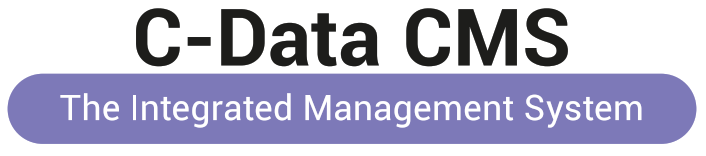 C-Data CMS
The Integrated Management System